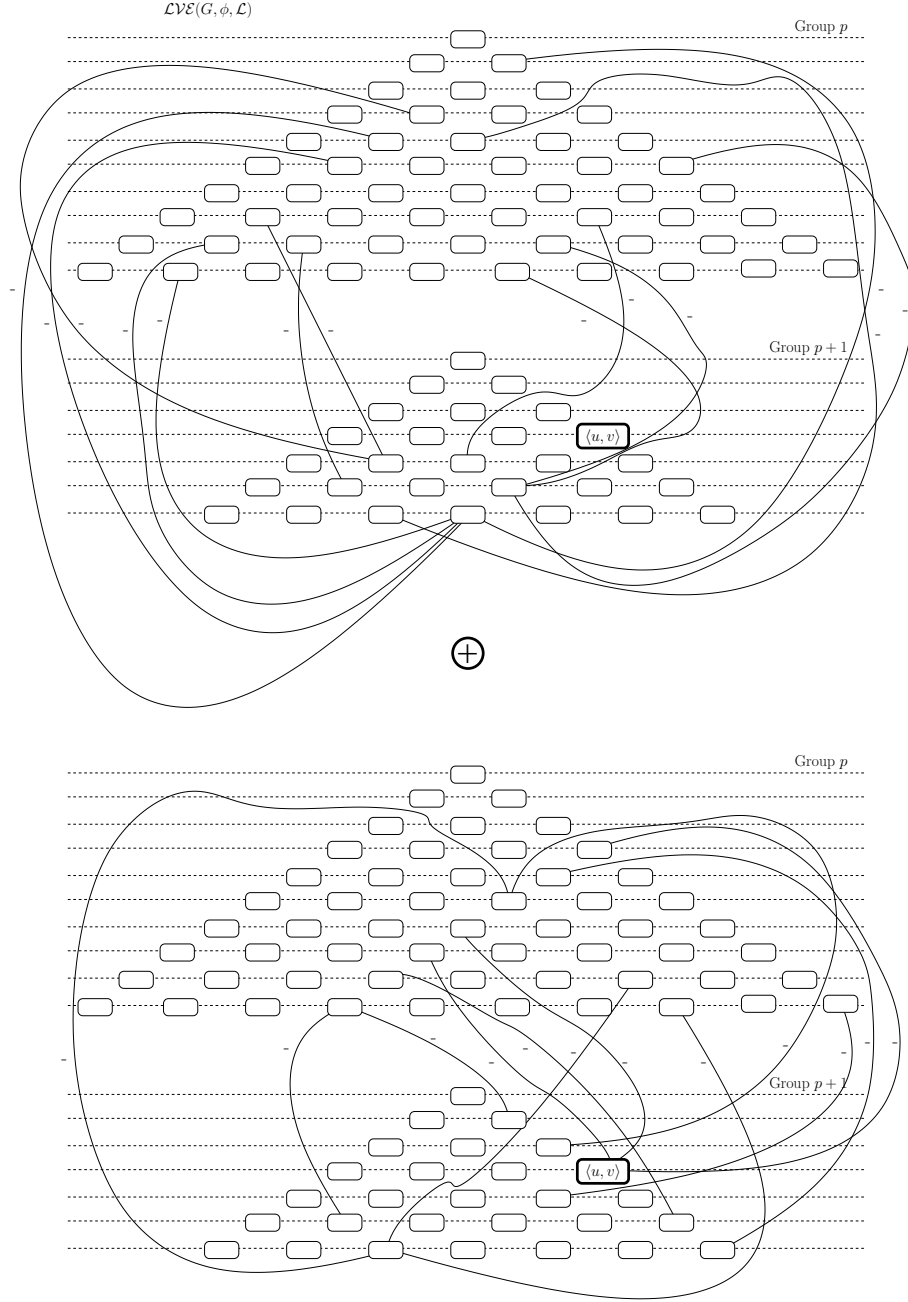 𝓛𝓥𝓔(G, ϕ, 𝓛)
Group p
Group p + 1
⟨u, v⟩
Group p
Group p + 1
⟨u, v⟩